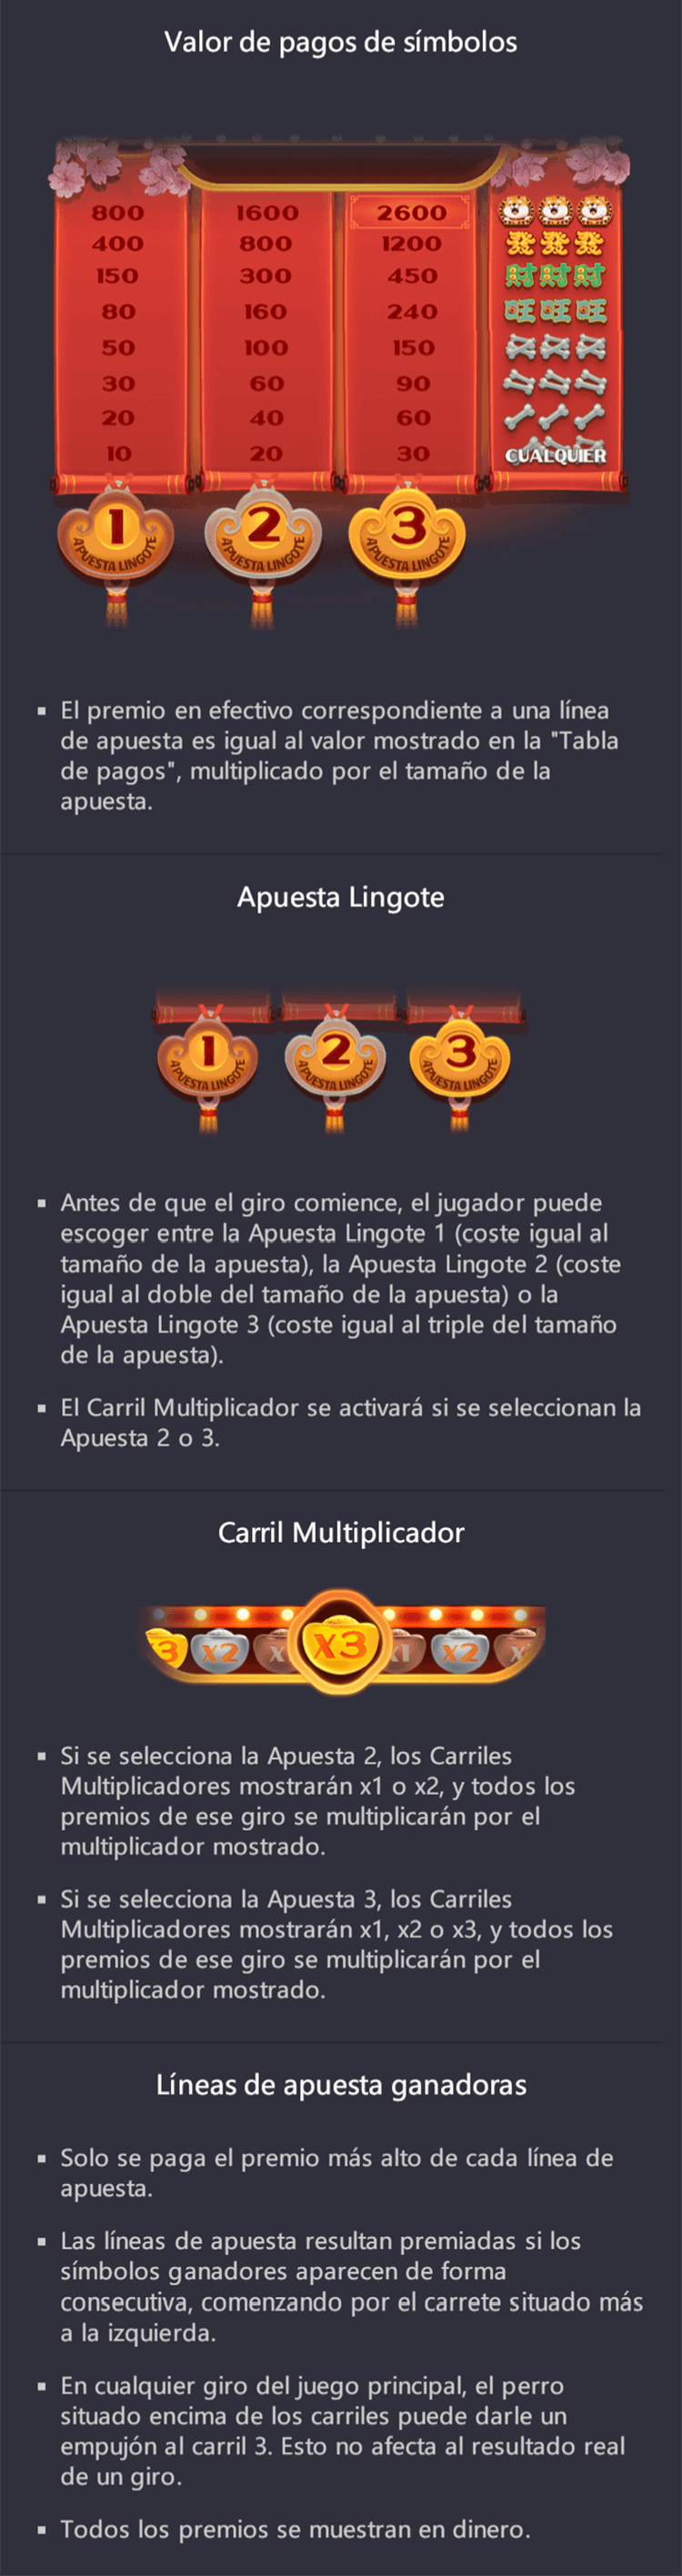 Valor de pagos de símbolos
800 1600 2600
400 800 1200 發 發 發
150 300 450 財 財 財
80 160 240 旺 旺 旺
50 100 150
30 60 90
20 40 60
10 20 30 CUALQUIER
1 2 3
APUESTA LINGOTE APUESTA LINGOTE APUESTA LINGOTE
▪ El premio en efectivo correspondiente a una línea
de apuesta es igual al valor mostrado en la "Tabla
de pagos", multiplicado por el tamaño de la
apuesta.
Apuesta Lingote
1 2 3
APUESTA LINGOTE APUESTA LINGOTE APUESTA LINGOTE
▪ Antes de que el giro comience, el jugador puede
escoger entre la Apuesta Lingote 1 (coste igual al
tamaño de la apuesta), la Apuesta Lingote 2 (coste
igual al doble del tamaño de la apuesta) o la
Apuesta Lingote 3 (coste igual al triple del tamaño
de la apuesta).
▪ El Carril Multiplicador se activará si se seleccionan la
Apuesta 2 o 3.
Carril Multiplicador
3 X2 X X3 X1 X2 X
▪ Si se selecciona la Apuesta 2, los Carriles
Multiplicadores mostrarán x1 o x2, y todos los
premios de ese giro se multiplicarán por el
multiplicador mostrado.
▪ Si se selecciona la Apuesta 3, los Carriles
Multiplicadores mostrarán x1, x2 o x3, y todos los
premios de ese giro se multiplicarán por el
multiplicador mostrado.
Líneas de apuesta ganadoras
▪ Solo se paga el premio más alto de cada línea de
apuesta.
▪ Las líneas de apuesta resultan premiadas si los
símbolos ganadores aparecen de forma
consecutiva, comenzando por el carrete situado más
a la izquierda.
▪ En cualquier giro del juego principal, el perro
situado encima de los carriles puede darle un
empujón al carril 3. Esto no afecta al resultado real
de un giro.
▪ Todos los premios se muestran en dinero.